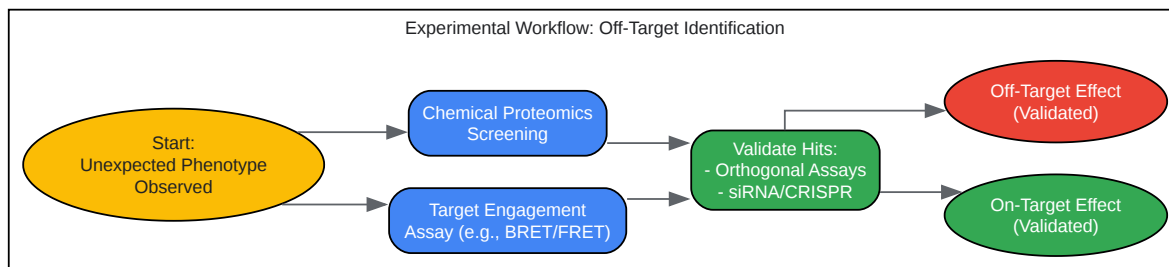 Experimental Workflow: Off-Target Identification
Start:
Unexpected Phenotype
Observed
Chemical Proteomics
Screening
Target Engagement
Assay (e.g., BRET/FRET)
Validate Hits:
- Orthogonal Assays
- siRNA/CRISPR
Off-Target Effect
(Validated)
On-Target Effect
(Validated)